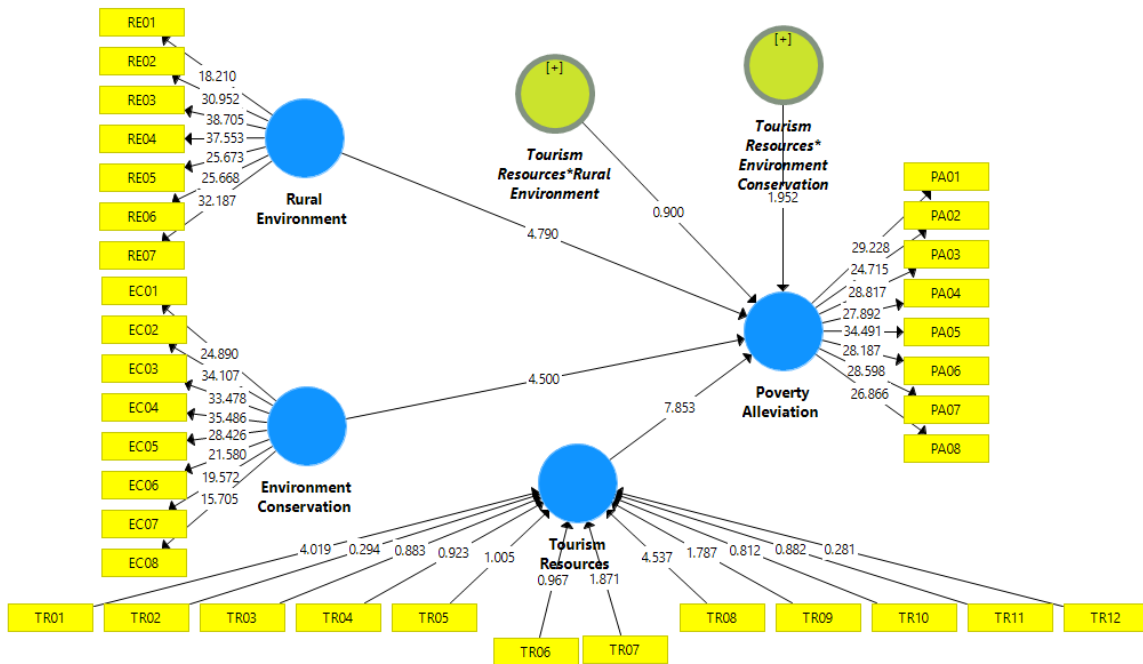 RE01
RE02
RE03
RE04
RE05
RE06
RE07
18.210
30.952
38.705
37.553
25.673
25.668
32.187
Rural
Environment
[+]
Tourism
Resources*Rural
Environment
[+]
Tourism
Resources*
Environment
Conservation
0.900
1.952
4.790
EC01
EC02
EC03
EC04
EC05
EC06
EC07
EC08
24.890
34.107
33.478
35.486
28.426
21.580
19.572
15.705
Environment
Conservation
4.500
7.853
Poverty
Alleviation
29.228
24.715
28.817
27.892
34.491
28.187
28.598
26.866
PA01
PA02
PA03
PA04
PA05
PA06
PA07
PA08
Tourism
Resources
4.019
0.294
0.883
0.923
1.005
0.967
1.871
4.537
1.787
0.812
0.882
0.281
TR01
TR02
TR03
TR04
TR05
TR06
TR07
TR08
TR09
TR10
TR11
TR12